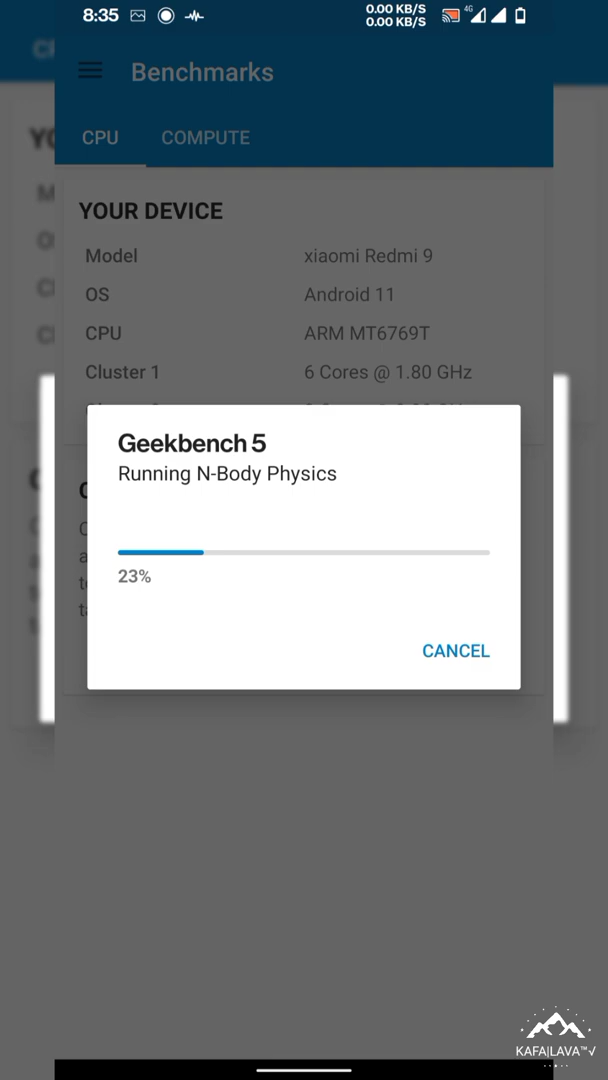 8:35
0.00 KB/S
0.00 KB/S
4G
Benchmarks
CPU
COMPUTE
YOUR DEVICE
Model
xiaomi Redmi 9
OS
Android 11
CPU
ARM MT6769T
Cluster 1
6 Cores @ 1.80 GHz
Geekbench 5
Running N-Body Physics
23%
CANCEL
KAFA|LAVA™√